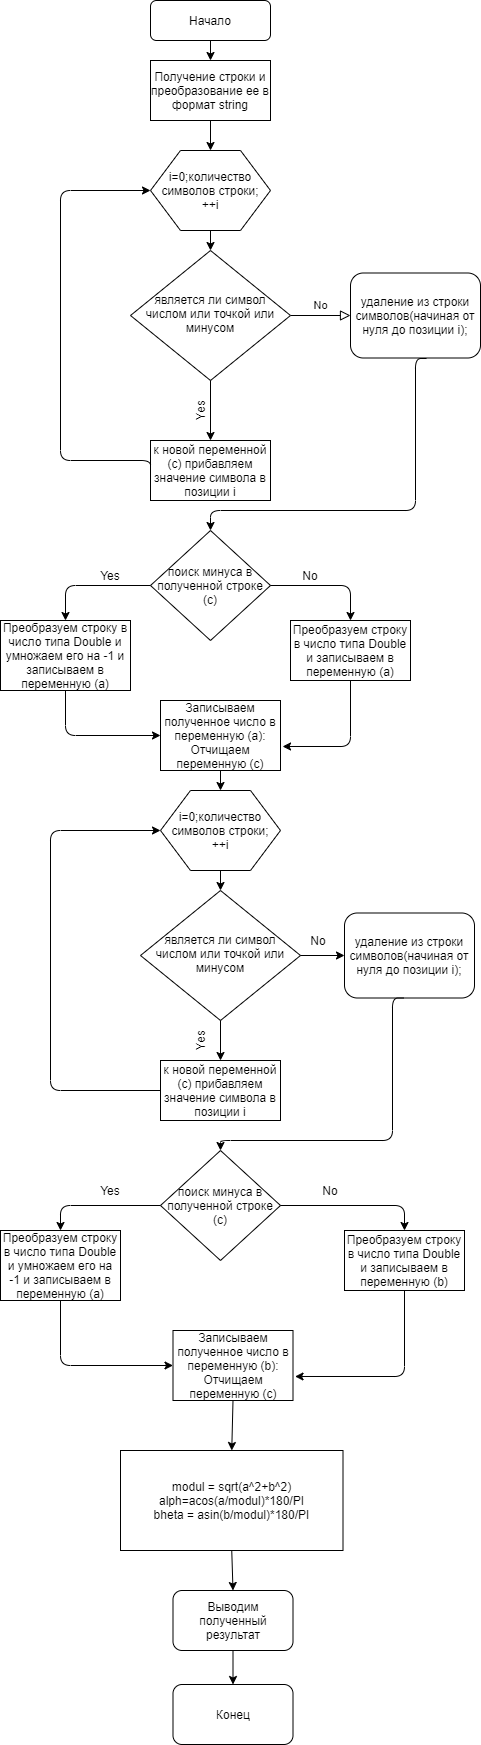 Начало
Получение строки и
преобразование ее в
формат string
i=0;количество
символов строки;
++i
является ли символ
числом или точкой или
минусом
No
удаление из строки
символов(начиная от
нуля до позиции i);
Yes
к новой переменной
(с) прибавляем
значение символа в
позиции i
поиск минуса в
полученной строке
(с)
Yes
No
Преобразуем строку в
число типа Double и
умножаем его на -1 и
записываем в
переменную (а)
Преобразуем строку
в число типа Double
и записываем в
переменную (а)
Записываем
полученное число в
переменную (а):
Отчищаем
переменную (с)
i=0;количество
символов строки;
++i
является ли символ
числом или точкой или
минусом
No
удаление из строки
символов(начиная от
нуля до позиции i);
Yes
к новой переменной
(с) прибавляем
значение символа в
позиции i
поиск минуса в
полученной строке
(с)
Yes
No
Преобразуем строку
в число типа Double
и умножаем его на
-1 и записываем в
переменную (а)
Преобразуем строку
в число типа Double
и записываем в
переменную (b)
Записываем
полученное число в
переменную (b):
Отчищаем
переменную (с)
modul = sqrt(a^2+b^2)
alph=acos(a/modul)*180/PI
bheta = asin(b/modul)*180/PI
Выводим
полученный
результат
Конец